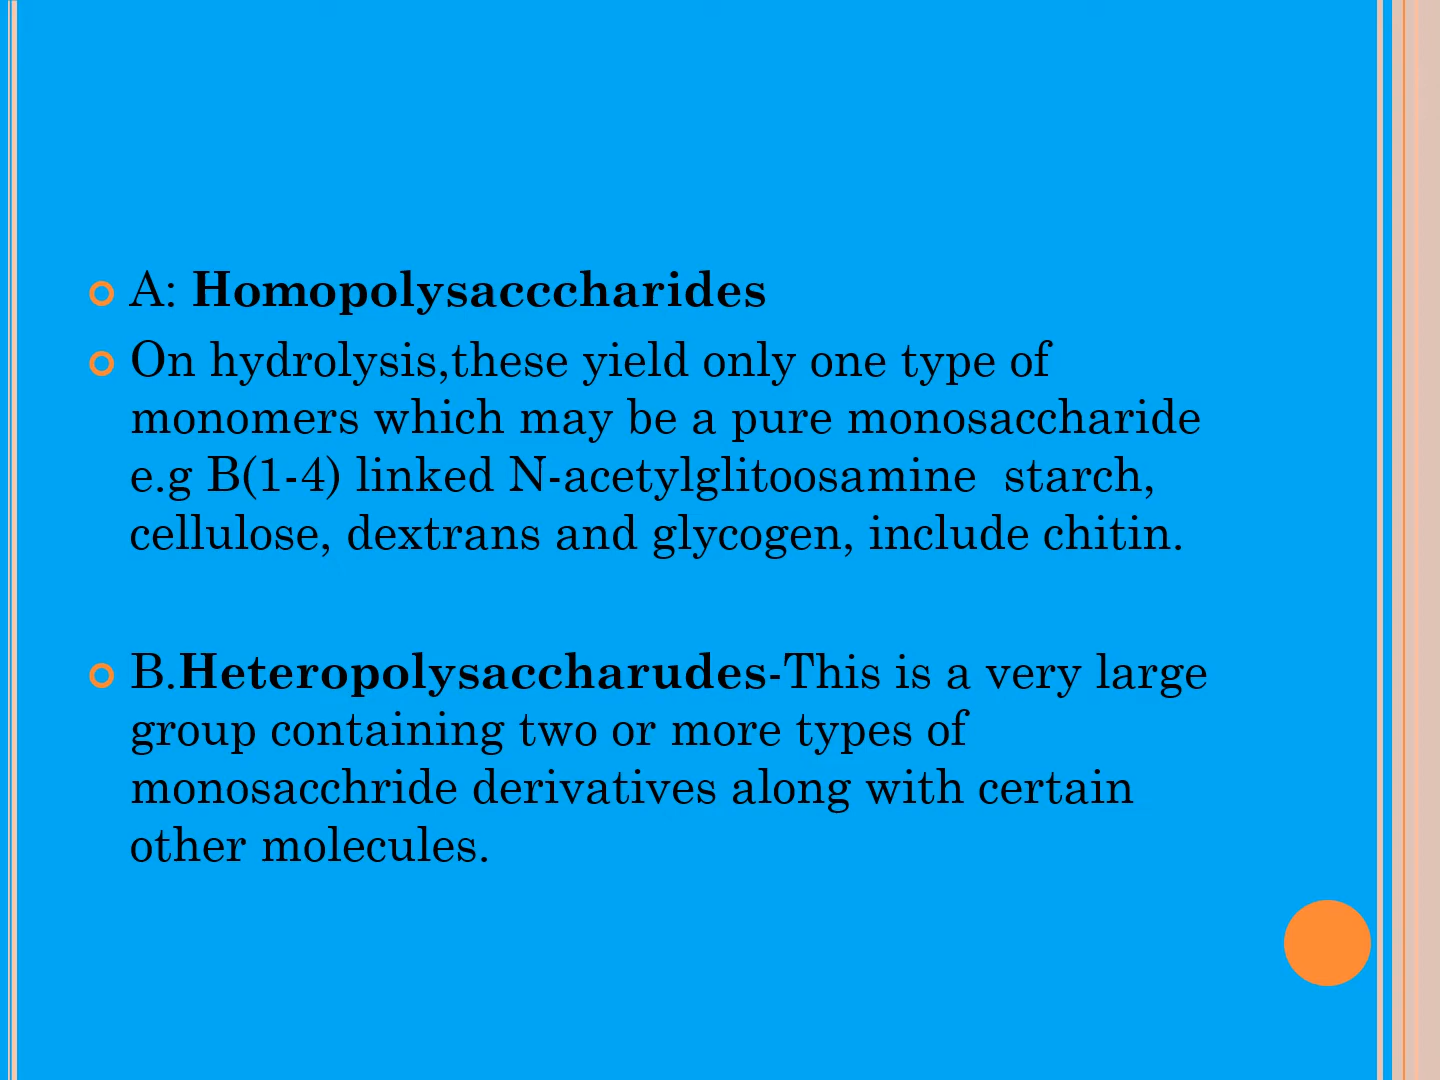 A: Homopolysacccharides
On hydrolysis,these yield only one type of
monomers which may be a pure monosaccharide
e.g B(1-4) linked N-acetylglitoosamine starch,
cellulose, dextrans and glycogen, include chitin.
B.Heteropolysaccharudes-This is a very large
group containing two or more types of
monosacchride derivatives along with certain
other molecules.